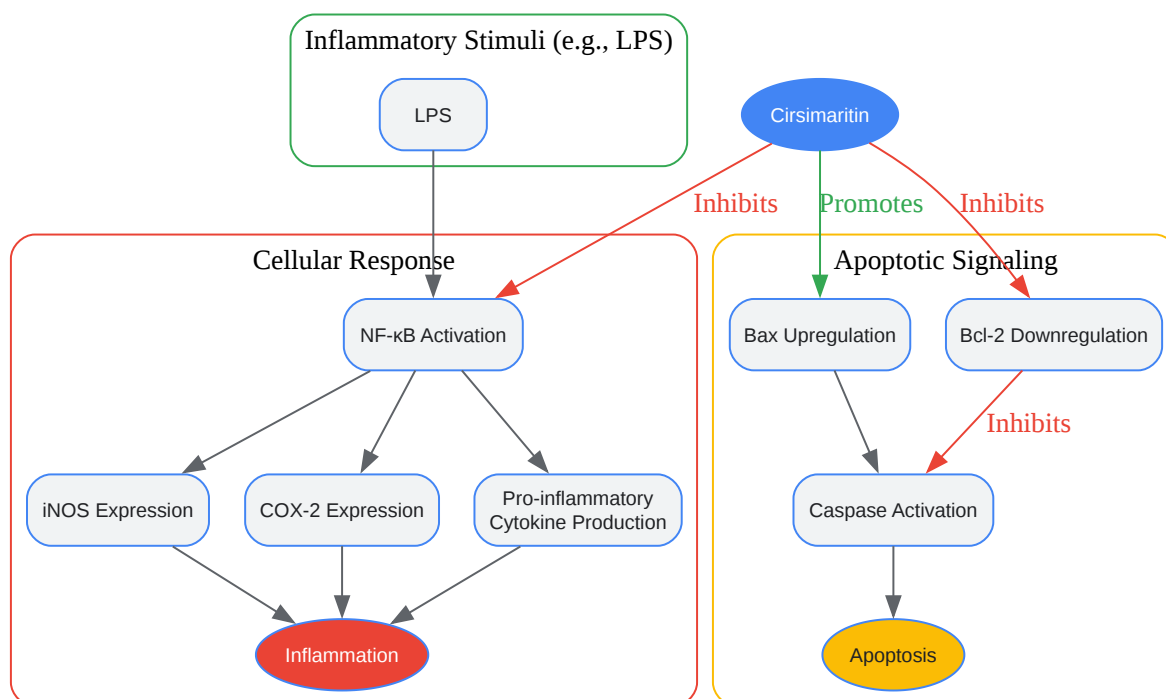 Inflammatory Stimuli (e.g., LPS)
LPS
Cirsimaritin
Inhibits
Promotes
Inhibits
Cellular Response
Apoptotic Signaling
NF-κB Activation
Bax Upregulation
Bcl-2 Downregulation
Inhibits
iNOS Expression
COX-2 Expression
Pro-inflammatory
Cytokine Production
Caspase Activation
Inflammation
Apoptosis